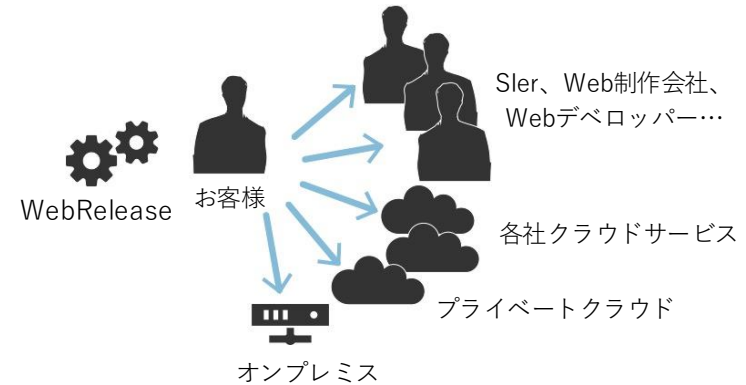 SIer、Web制作会社、
Webデベロッパー…
WebRelease
お客様
各社クラウドサービス
プライベートクラウド
オンプレミス